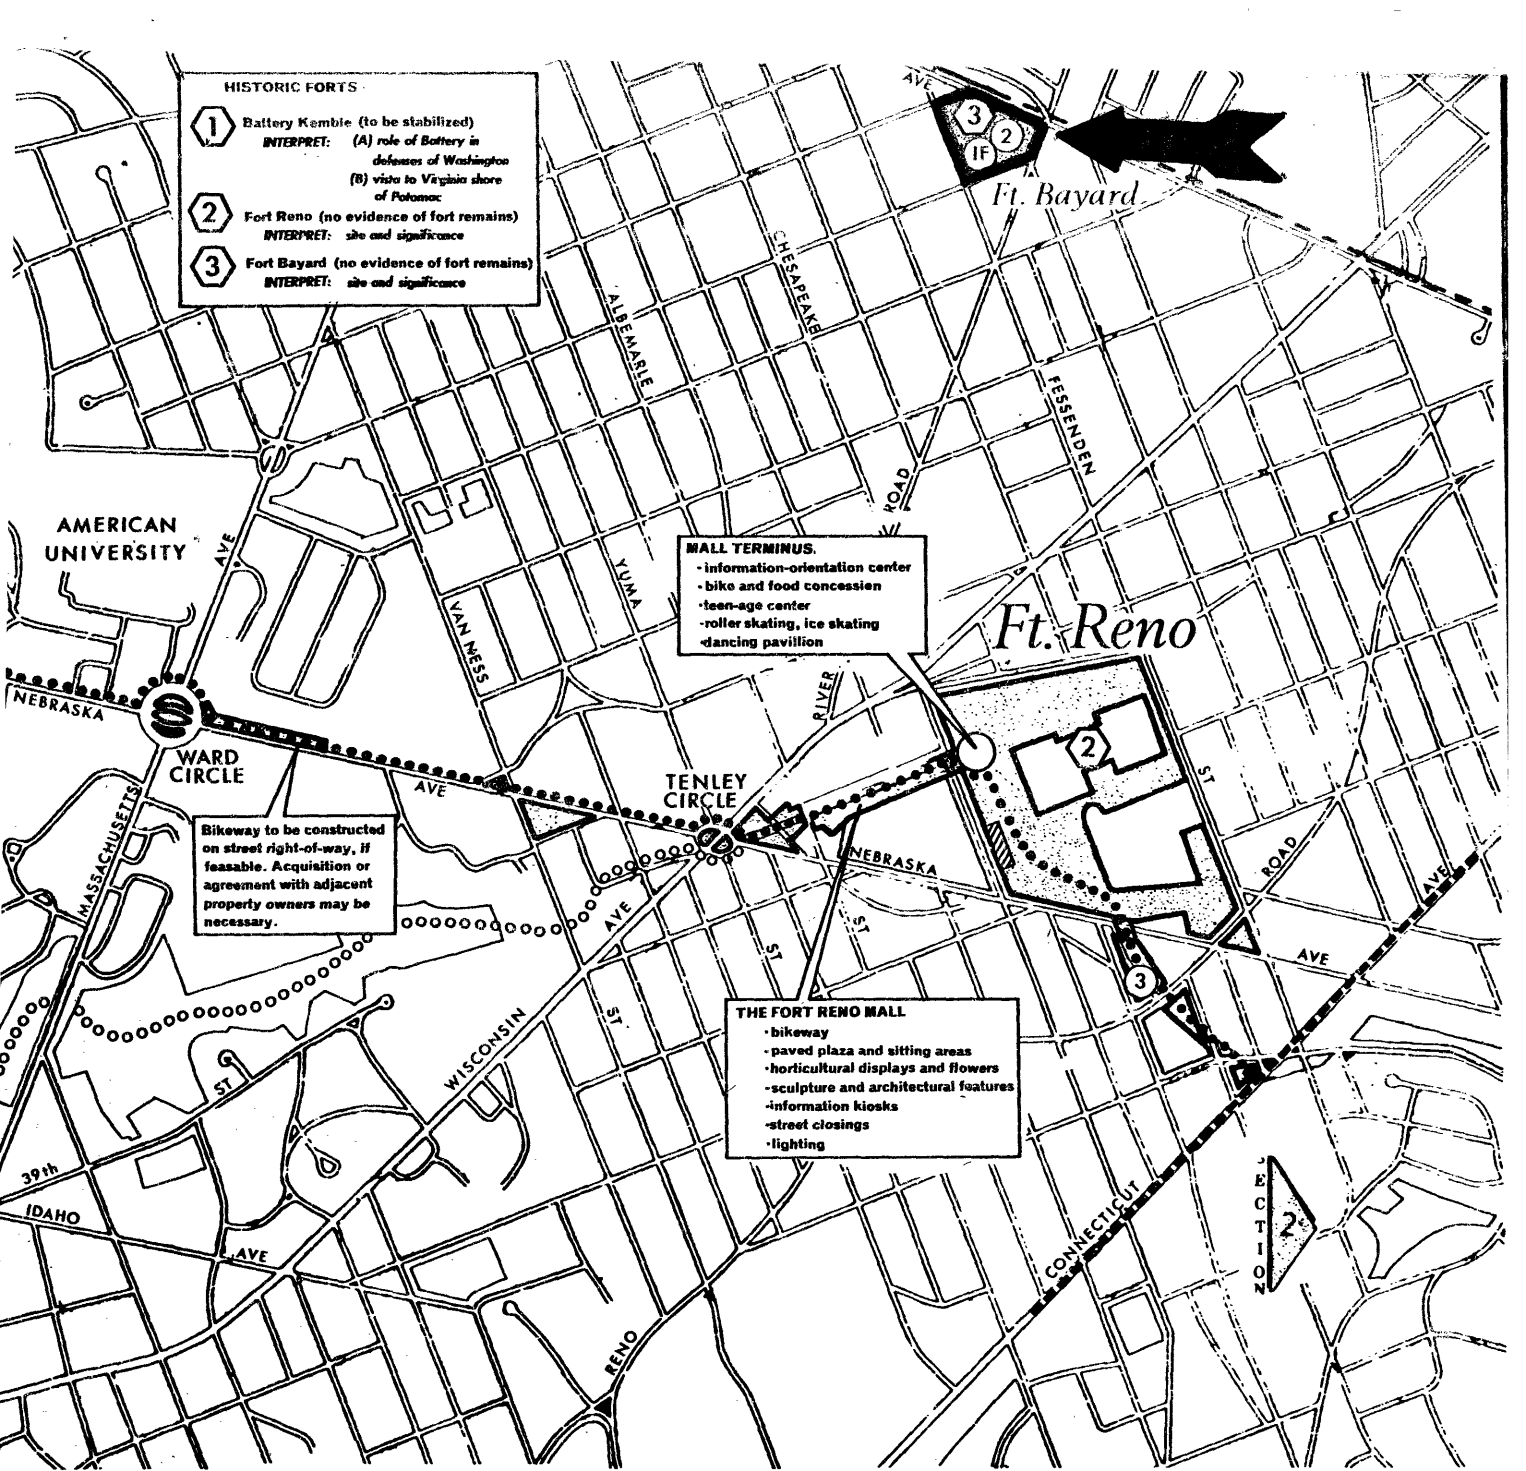 HISTORIC FORTS
1 Battery Kemble (to be stabilized)
INTERPRET: (A) role of Battery in
defenses of Washington
(B) vista to Virginia shore
of Potomac
2 Fort Reno (no evidence of fort remains)
INTERPRET: site and significance
3 Fort Bayard (no evidence of fort remains)
INTERPRET: site and significance
AVE
3
2
IF
Ft. Bayard
CHESAPEAKE
ALBEMARLE
FESSENDEN
ROAD
AMERICAN
UNIVERSITY
AVE
YUMA
VAN NESS
MALL TERMINUS.
·information-orientation center
·bike and food concession
·teen-age center
-roller skating, ice skating
·dancing pavillion
Ft. Reno
RIVER
2
NEBRASKA
WARD
CIRCLE
AVE
TENLEY
CIRCLE
ST
MASSACHUSETTS
Bikeway to be constructed
on street right-of-way, if
feasable. Acquisition or
agreement with adjacent
property owners may be
necessary.
NEBRASKA
ROAD
AVE
AVE
ST
ST
AVE
3
ST
WISCONSIN
THE FORT RENO MALL
·bikeway
·paved plaza and sitting areas
·horticultural displays and flowers
·sculpture and architectural features
·information kiosks
·street closings
·lighting
ST
39th
IDAHO
AVE
CONNECTICUT
ECTION
2
RENO